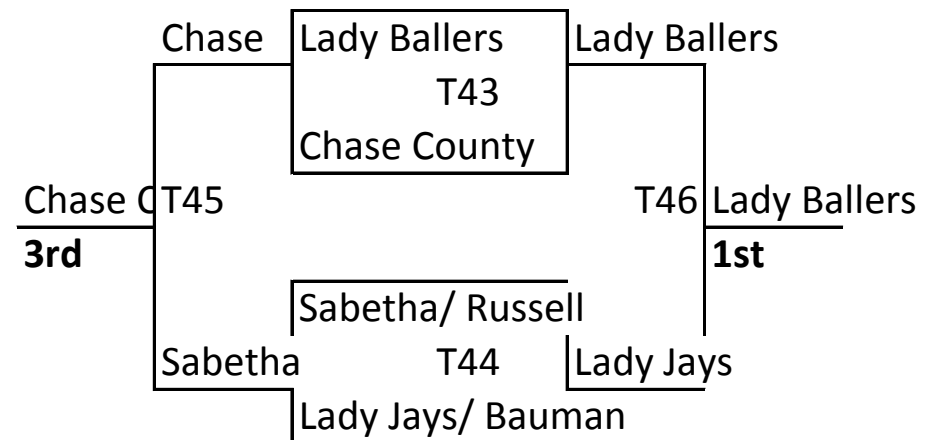 Chase Lady Ballers Lady Ballers
T43
Chase County
Chase C T45 T46 Lady Ballers
3rd 1st
Sabetha/ Russell
Sabetha T44 Lady Jays
Lady Jays/ Bauman